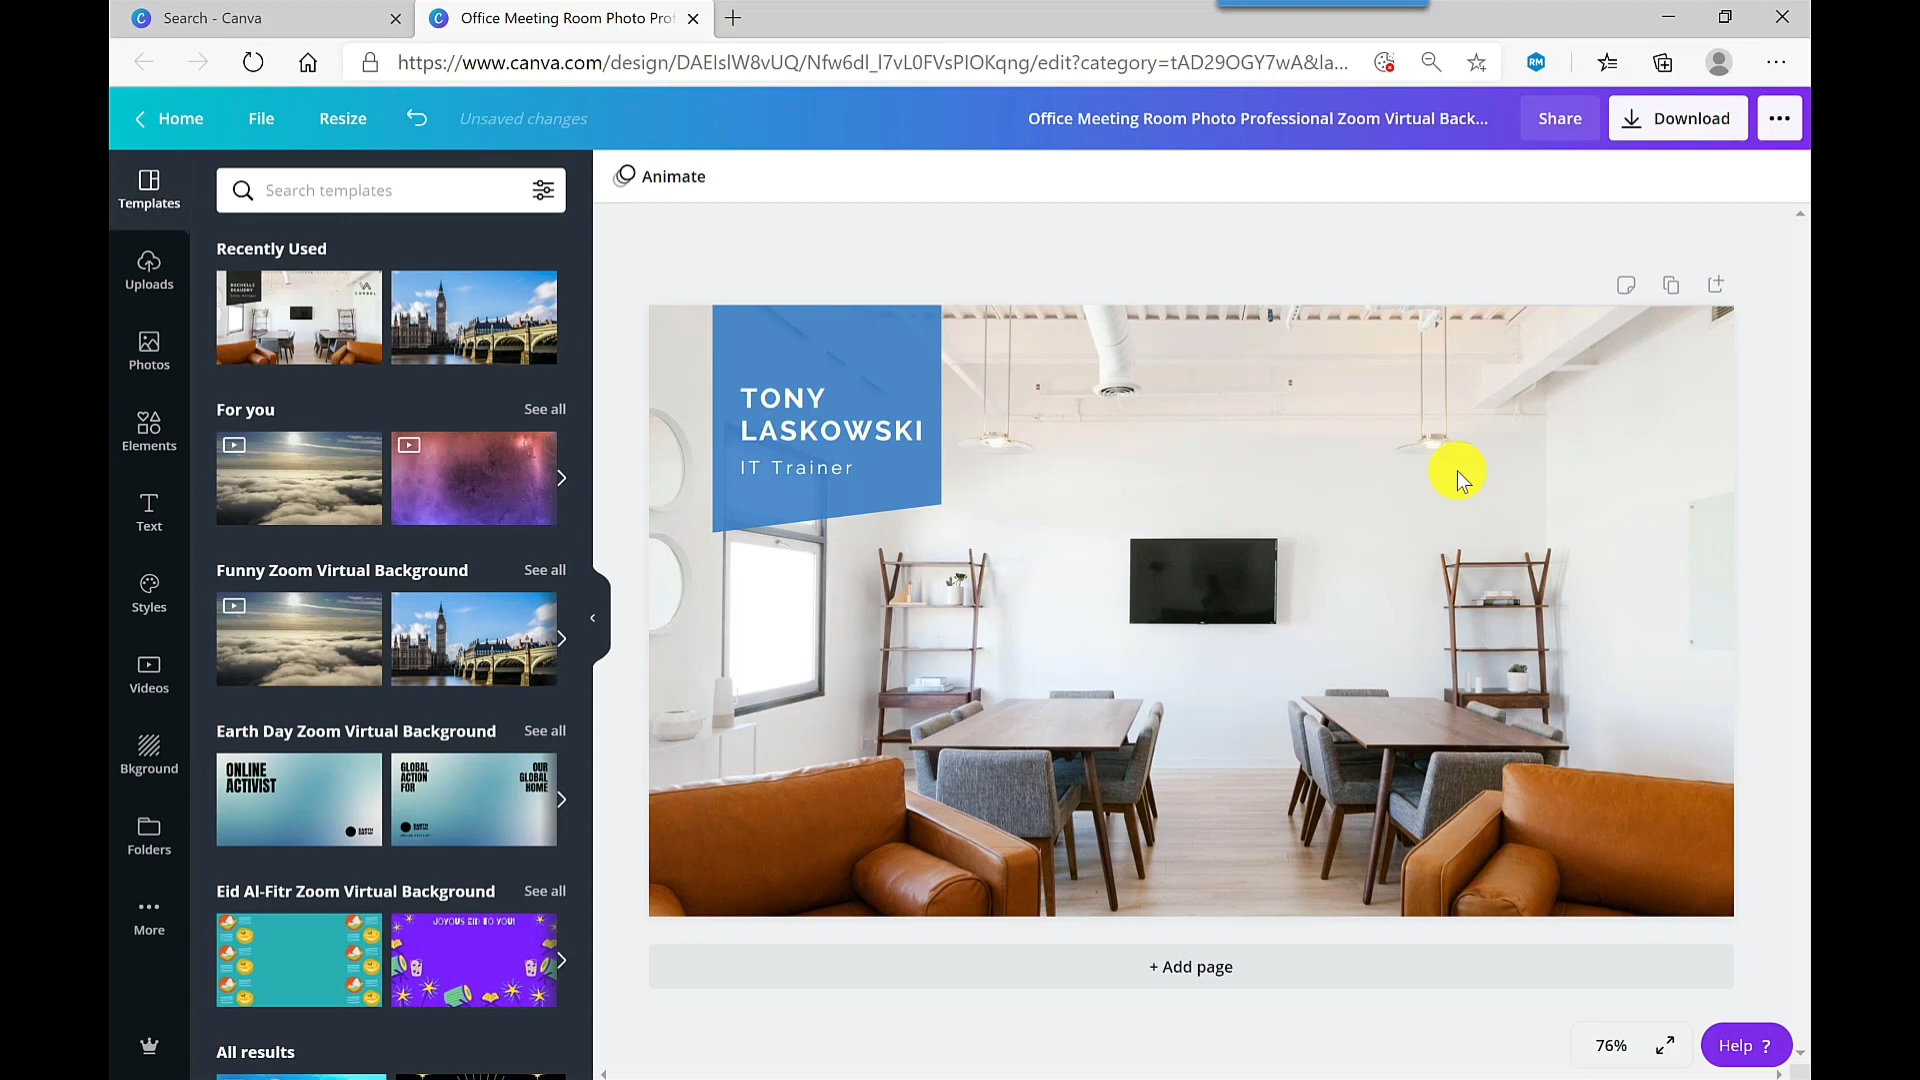 Search - Canva
Office Meeting Room Photo Prof
https://www.canva.com/design/DAEIslW8vUQ/Nfw6dl_l7vL0FVsPlOKqng/edit?category=tAD29OGY7wA&la...
RM
Home
File
Resize
Unsaved changes
Office Meeting Room Photo Professional Zoom Virtual Back...
Share
Download
Templates
Uploads
Photos
Elements
Text
Styles
Videos
Bkground
Folders
More
Search templates
Recently Used
RACHELLE
BEAUDRY
For you
See all
Funny Zoom Virtual Background
See all
Earth Day Zoom Virtual Background
See all
ONLINE
ACTIVIST
GLOBAL
ACTION
FOR
OUR
GLOBAL
HOME
Eid Al-Fitr Zoom Virtual Background
See all
JOYOUS EID TO YOU!
All results
Animate
TONY
LASKOWSKI
IT Trainer
+ Add page
76%
Help ?